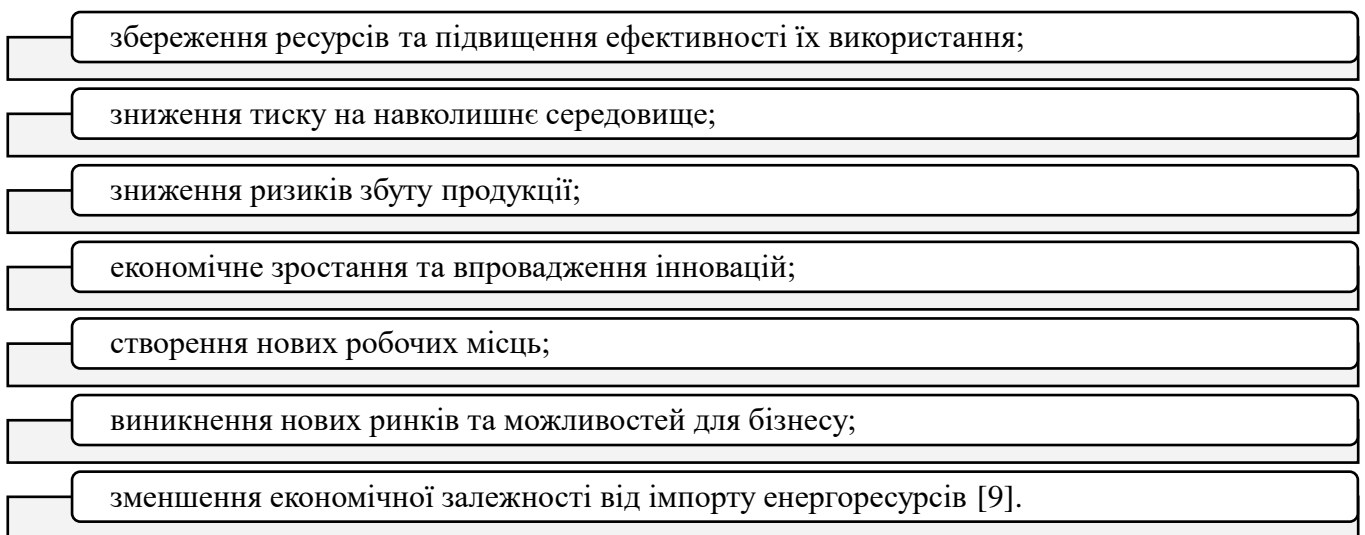 збереження ресурсів та підвищення ефективності їх використання;
зниження тиску на навколишнє середовище;
зниження ризиків збуту продукції;
економічне зростання та впровадження інновацій;
створення нових робочих місць;
виникнення нових ринків та можливостей для бізнесу;
зменшення економічної залежності від імпорту енергоресурсів [9].